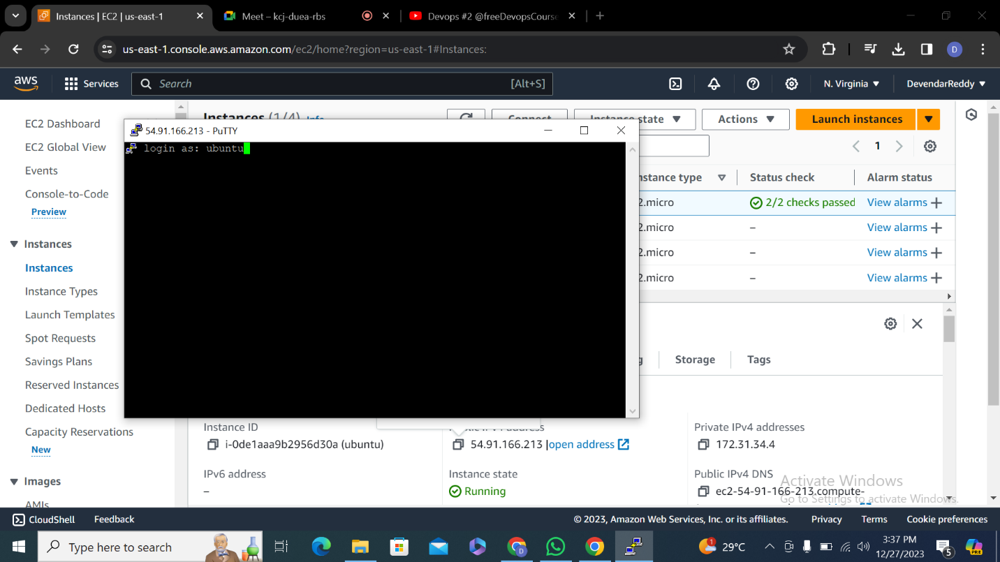 Instances | EC2 | us-east-1
Meet – kcj-duea-rbs
Devops #2 @freeDevopsCourse
us-east-1.console.aws.amazon.com/ec2/home?region=us-east-1#Instances:
D
aws
Services
Search
[Alt+S]
N. Virginia
DevendarReddy
EC2 Dashboard
EC2 Global View
Events
Console-to-Code
Preview
Instances
Instances
Instance Types
Launch Templates
Spot Requests
Savings Plans
Reserved Instances
Dedicated Hosts
Capacity Reservations
New
Images
AMIs
Instances (1/4) Info
Connect
Instance state
Actions
Launch instances
1
54.91.166.213 - PuTTY
login as: ubuntu
nstance type
Status check
Alarm status
2.micro
2/2 checks passed
View alarms
2.micro
–
View alarms
2.micro
–
View alarms
2.micro
–
View alarms
g
Storage
Tags
Instance ID
i-0de1aaa9b2956d30a (ubuntu)
Public IPv4 address
54.91.166.213 |open address
Private IPv4 addresses
172.31.34.4
IPv6 address
–
Instance state
Running
Public IPv4 DNS
ec2-54-91-166-213.compute-
Activate Windows
Go to Settings to activate Windows.
CloudShell
Feedback
© 2023, Amazon Web Services, Inc. or its affiliates.
Privacy
Terms
Cookie preferences
Type here to search
D
1
29°C
3:37 PM
12/27/2023
5
PRE